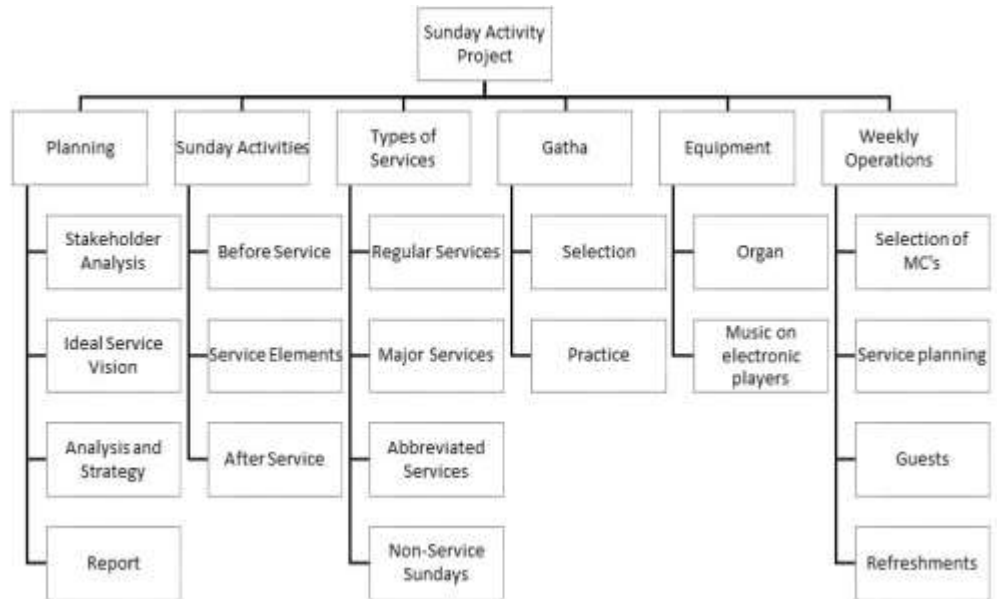 Sunday Activity
Project
Planning
Sunday Activities
Types of
Services
Gatha
Equipment
Weekly
Operations
Stakeholder
Analysis
Ideal Service
Vision
Analysis and
Strategy
Report
Before Service
Service Elements
After Service
Regular Services
Major Services
Abbreviated
Services
Non-Service
Sundays
Selection
Practice
Organ
Music on
electronic
players
Selection of
MC's
Service planning
Guests
Refreshments